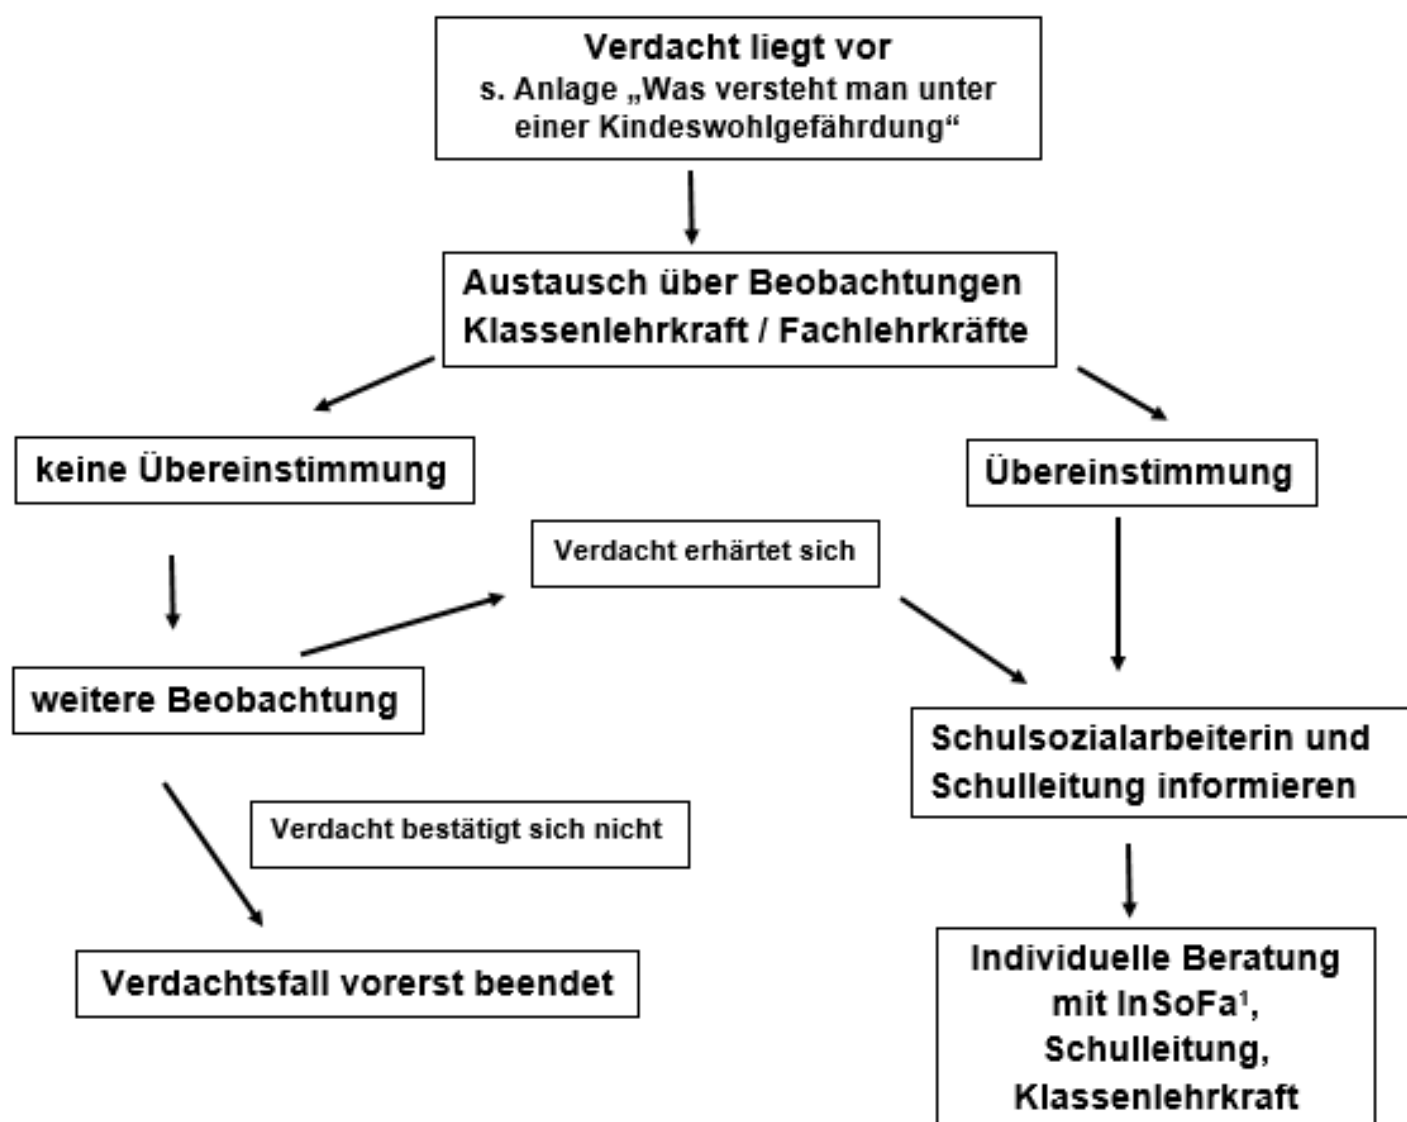 Verdacht liegt vor
s. Anlage „Was versteht man unter
einer Kindeswohlgefährdung“
Austausch über Beobachtungen
Klassenlehrkraft / Fachlehrkräfte
keine Übereinstimmung
Übereinstimmung
Verdacht erhärtet sich
weitere Beobachtung
Schulsozialarbeiterin und
Schulleitung informieren
Verdacht bestätigt sich nicht
Verdachtsfall vorerst beendet
Individuelle Beratung
mit InSoFa¹,
Schulleitung,
Klassenlehrkraft